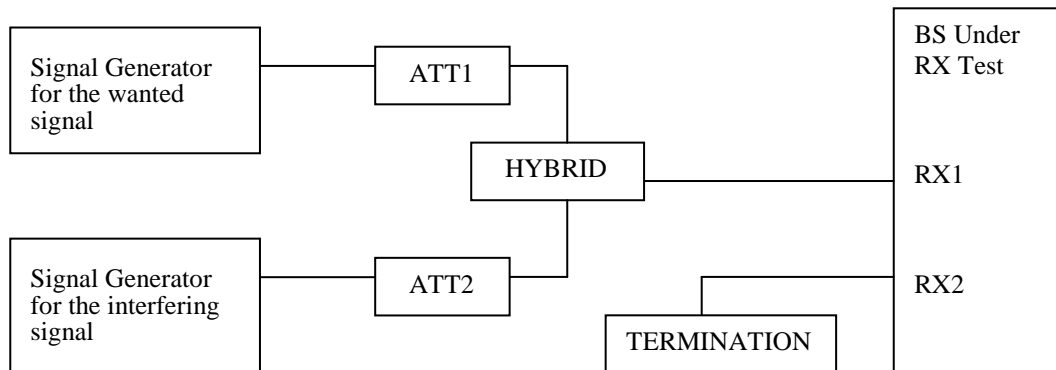 Signal Generator
for the wanted
signal
ATT1
HYBRID
BS Under
RX Test
RX1
Signal Generator
for the interfering
signal
ATT2
RX2
TERMINATION